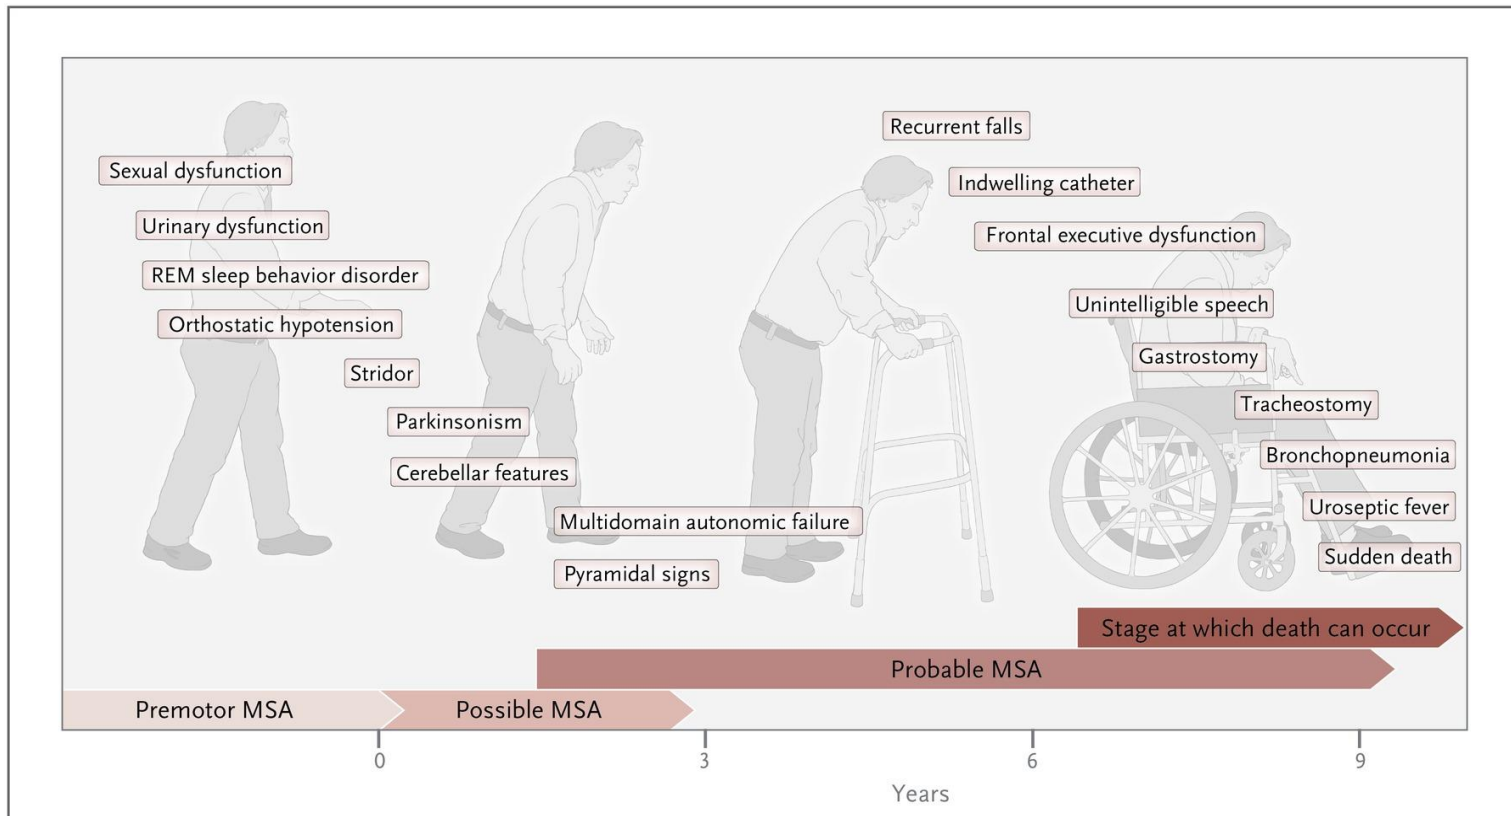 Sexual dysfunction
Urinary dysfunction
REM sleep behavior disorder
Orthostatic hypotension
Stridor
Parkinsonism
Cerebellar features
Multidomain autonomic failure
Pyramidal signs
Recurrent falls
Indwelling catheter
Frontal executive dysfunction
Unintelligible speech
Gastrostomy
Tracheostomy
Bronchopneumonia
Uroseptic fever
Sudden death
Stage at which death can occur
Probable MSA
Premotor MSA
Possible MSA
0
3
6
9
Years